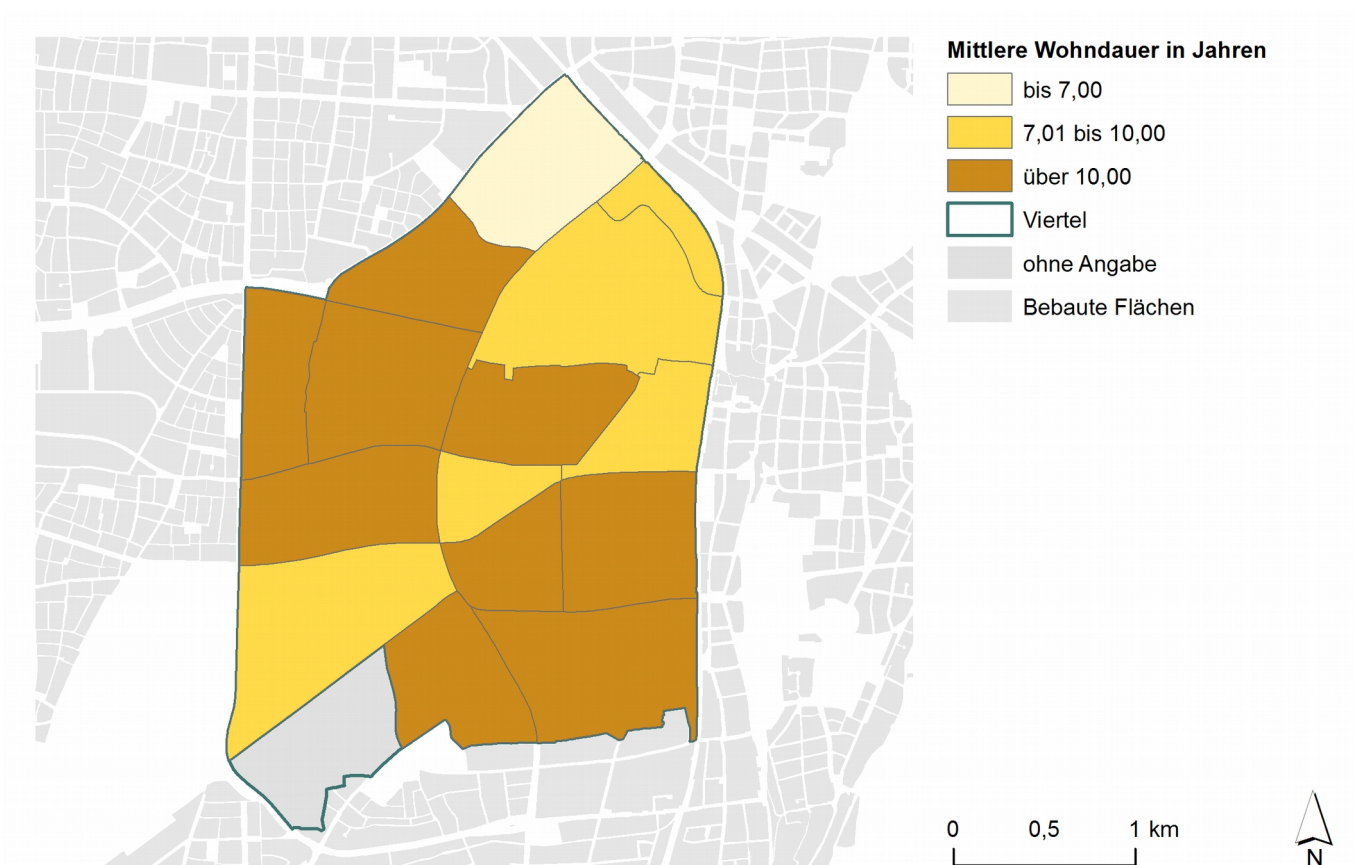 Mittlere Wohndauer in Jahren
bis 7,00
7,01 bis 10,00
über 10,00
Viertel
ohne Angabe
Bebaute Flächen
0 0,5 1 km
N